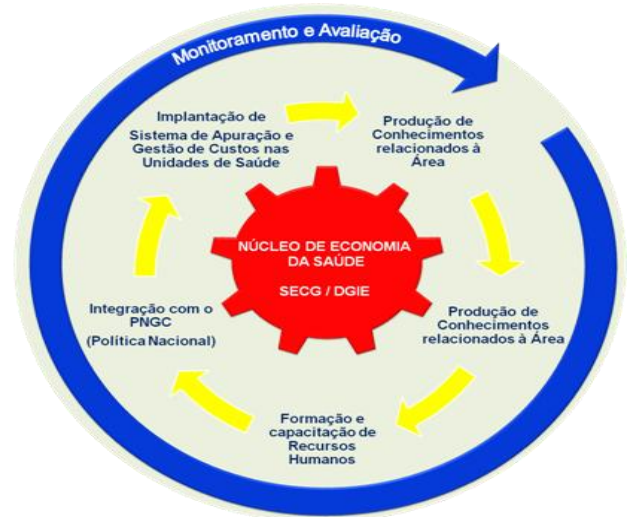 Monitoramento e Avaliação
Implantação de
Sistema de Apuração e
Gestão de Custos nas
Unidades de Saúde
Produção de
Conhecimentos
relacionados à
Área
NÚCLEO DE ECONOMIA
DA SAÚDE
SECG / DGIE
Integração com o
PNGC
(Política Nacional)
Produção de
Conhecimentos
relacionados à Área
Formação e
capacitação de
Recursos
Humanos